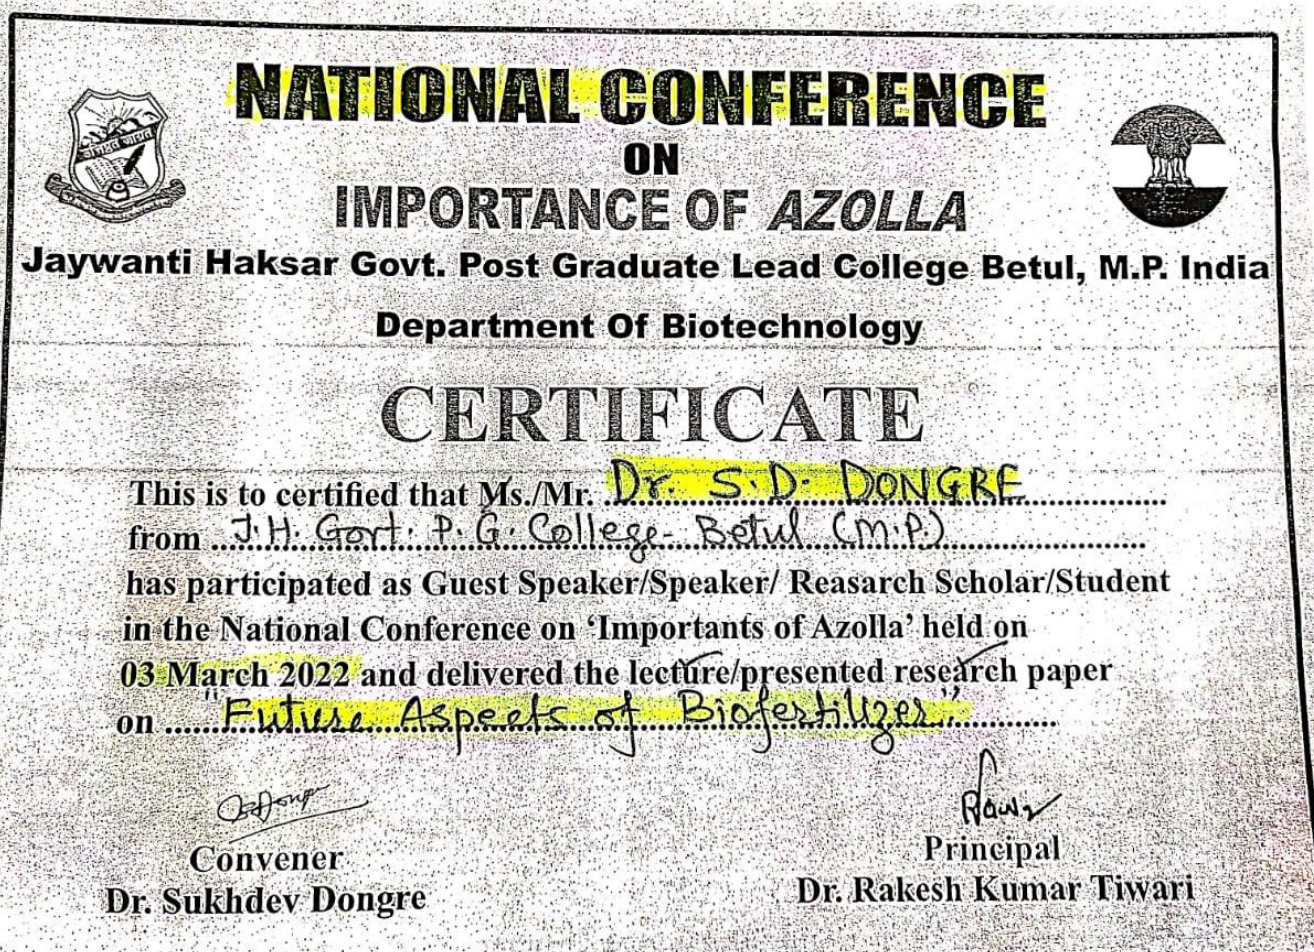 NATIONAL CONFERENCE
ON
IMPORTANCE OF AZOLLA
Jaywanti Haksar Govt. Post Graduate Lead College Betul, M.P. India
Department Of Biotechnology
CERTIFICATE
This is to certified that Ms./Mr. Dr. S.D. DONGRE
from J.H. Govt. P.G. College- Betul (M.P.)
has participated as Guest Speaker/Speaker/ Reasarch Scholar/Student
in the National Conference on ‘Importants of Azolla’ held on
03 March 2022 and delivered the lecture/presented research paper
on "Future Aspects of Biofertilizer"
Convener
Dr. Sukhdev Dongre
Principal
Dr. Rakesh Kumar Tiwari